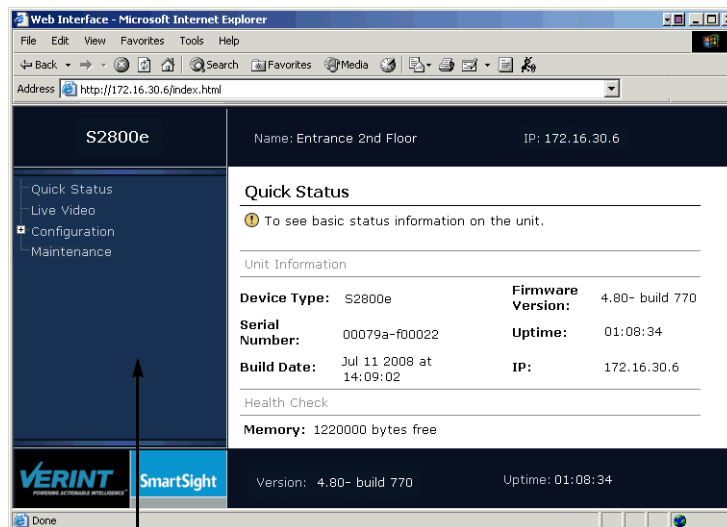 Web Interface - Microsoft Internet Explorer
File Edit View Favorites Tools Help
Back Search Favorites Media
Address http://172.16.30.6/index.html
S2800e Name: Entrance 2nd Floor IP: 172.16.30.6
Quick Status
Live Video
Configuration
Maintenance
Quick Status
To see basic status information on the unit.
Unit Information
Device Type: S2800e Firmware Version: 4.80- build 770
Serial Number: 00079a-f00022 Uptime: 01:08:34
Build Date: Jul 11 2008 at 14:09:02 IP: 172.16.30.6
Health Check
Memory: 1220000 bytes free
VERINT
POWERING ACTIONABLE INTELLIGENCE
SmartSight
Version: 4.80- build 770 Uptime: 01:08:34
Done